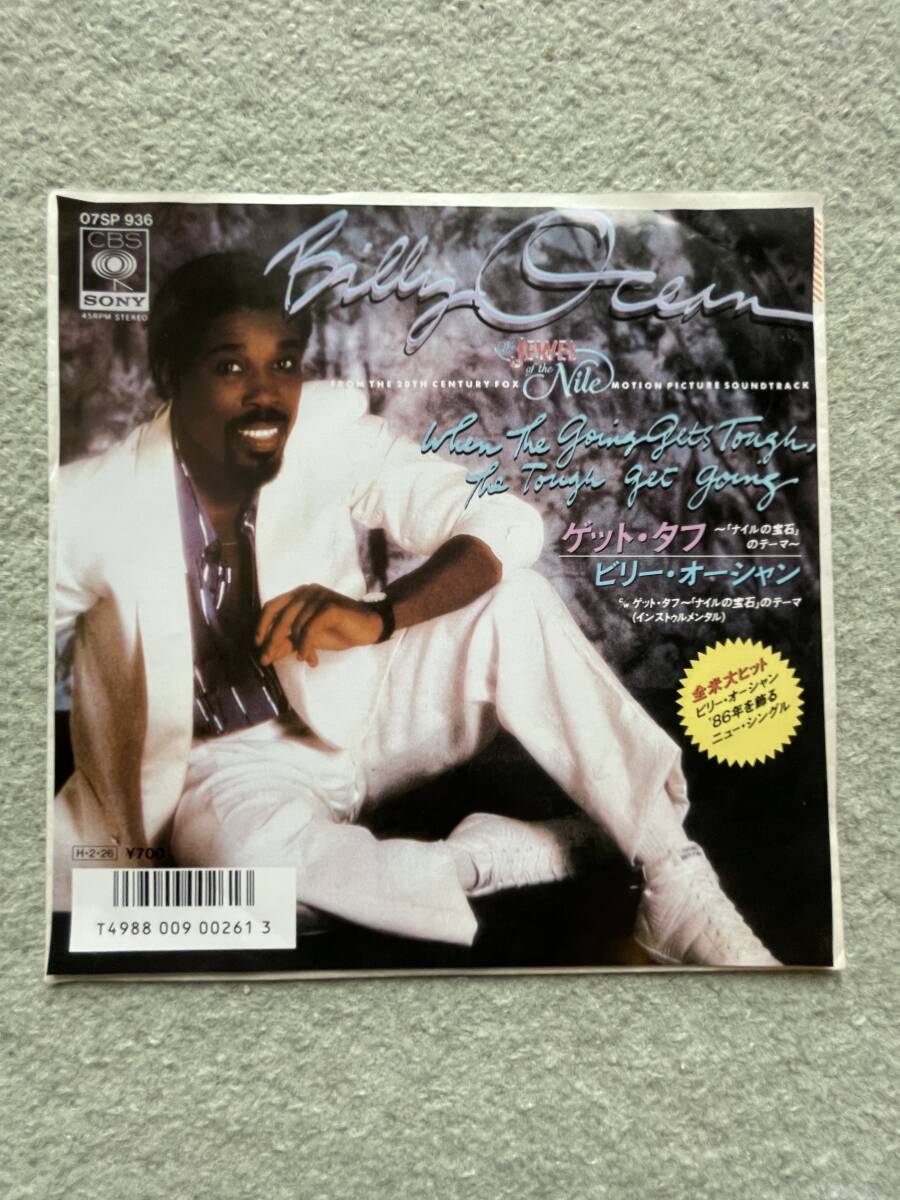 07SP 936
CBS
SONY
45RPM STEREO
Billy Ocean
The JEWEL
of the
Nile
FROM THE 20TH CENTURY FOX
MOTION PICTURE SOUNDTRACK
When The Going Gets Tough,
The Tough get going
ゲット・タフ
〜「ナイルの宝石」
のテーマ〜
ビリー・オーシャン
c/w ゲット・タフ〜「ナイルの宝石」のテーマ
(インストゥルメンタル)
全米大ヒット
ビリー・オーシャン
'86年を飾る
ニュー・シングル
H・2・26 ¥700
T4988 009 00261 3